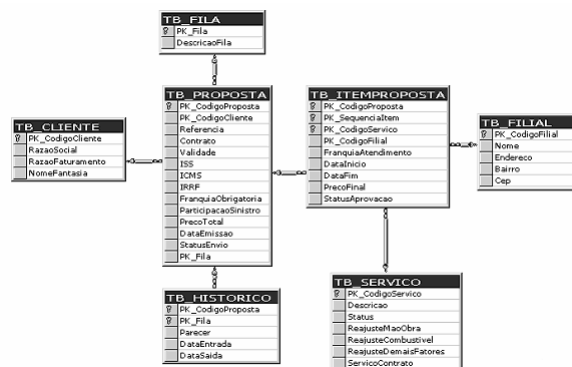 TB_FILA
PK_Fila
DescricaoFila
TB_PROPOSTA
PK_CodigoProposta
PK_CodigoCliente
Referencia
Contrato
Validade
ISS
ICMS
IRRF
FranquiaObrigatoria
ParticipacaoSinistro
PrecoTotal
DataEmissao
StatusEnvio
PK_Fila
TB_ITEMPROPOSTA
PK_CodigoProposta
PK_SequenciaItem
PK_CodigoServico
PK_CodigoFilial
FranquiaAtendimento
DataInicio
DataFim
PrecoFinal
StatusAprovacao
TB_FILIAL
PK_CodigoFilial
Nome
Endereco
Bairro
Cep
TB_CLIENTE
PK_CodigoCliente
RazaoSocial
RazaoFaturamento
NomeFantasia
TB_HISTORICO
PK_CodigoProposta
PK_Fila
Parecer
DataEntrada
DataSaida
TB_SERVICO
PK_CodigoServico
Descricao
Status
ReajusteMaoObra
ReajusteCombustivel
ReajusteDemaisFatores
ServicoContrato